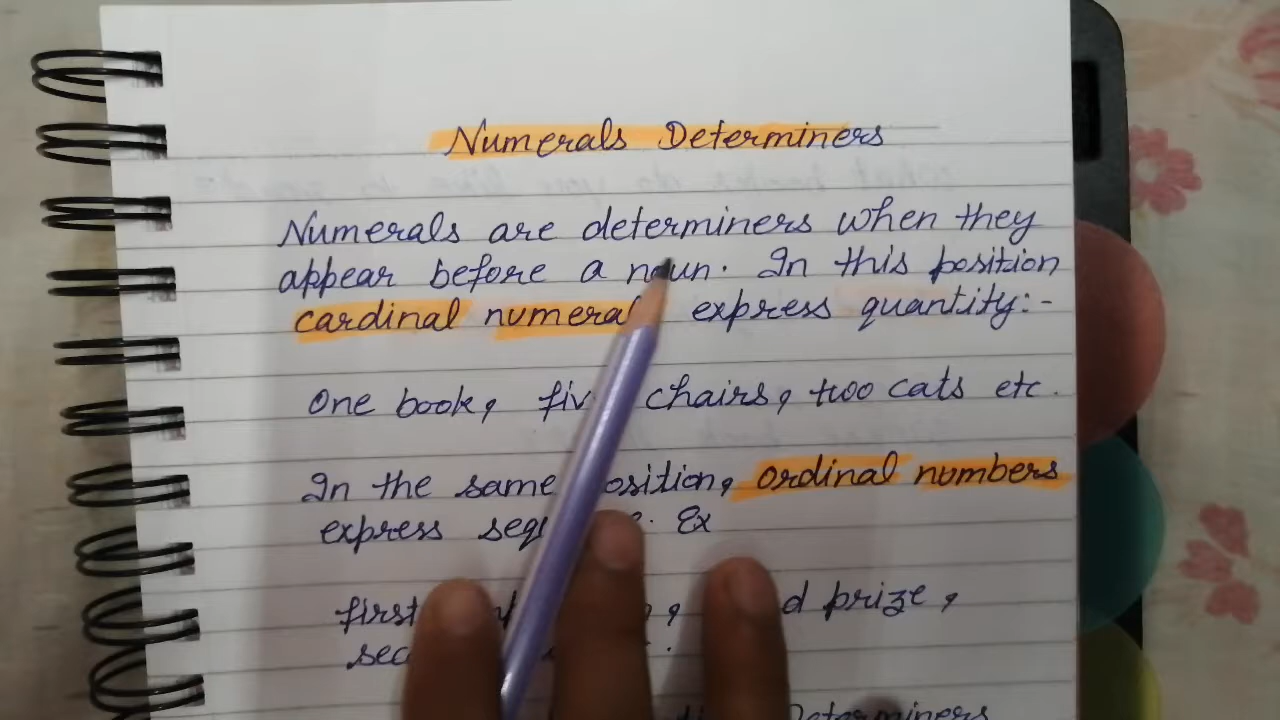 Numerals Determiners
Numerals are determiners when they
appear before a noun. In this position
cardinal numeral express quantity:-
One book, chairs, two cats etc.
In the same ordinal numbers
express Ex
first prize,
Determiners